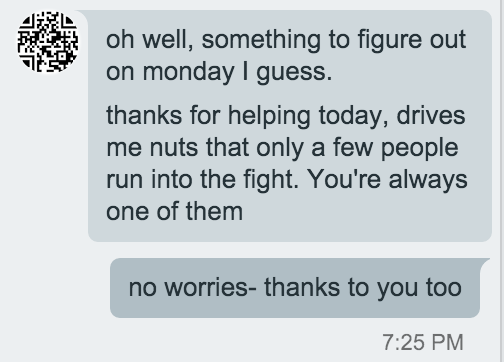 oh well, something to figure out
on monday I guess.
thanks for helping today, drives
me nuts that only a few people
run into the fight. You're always
one of them
no worries- thanks to you too
7:25 PM